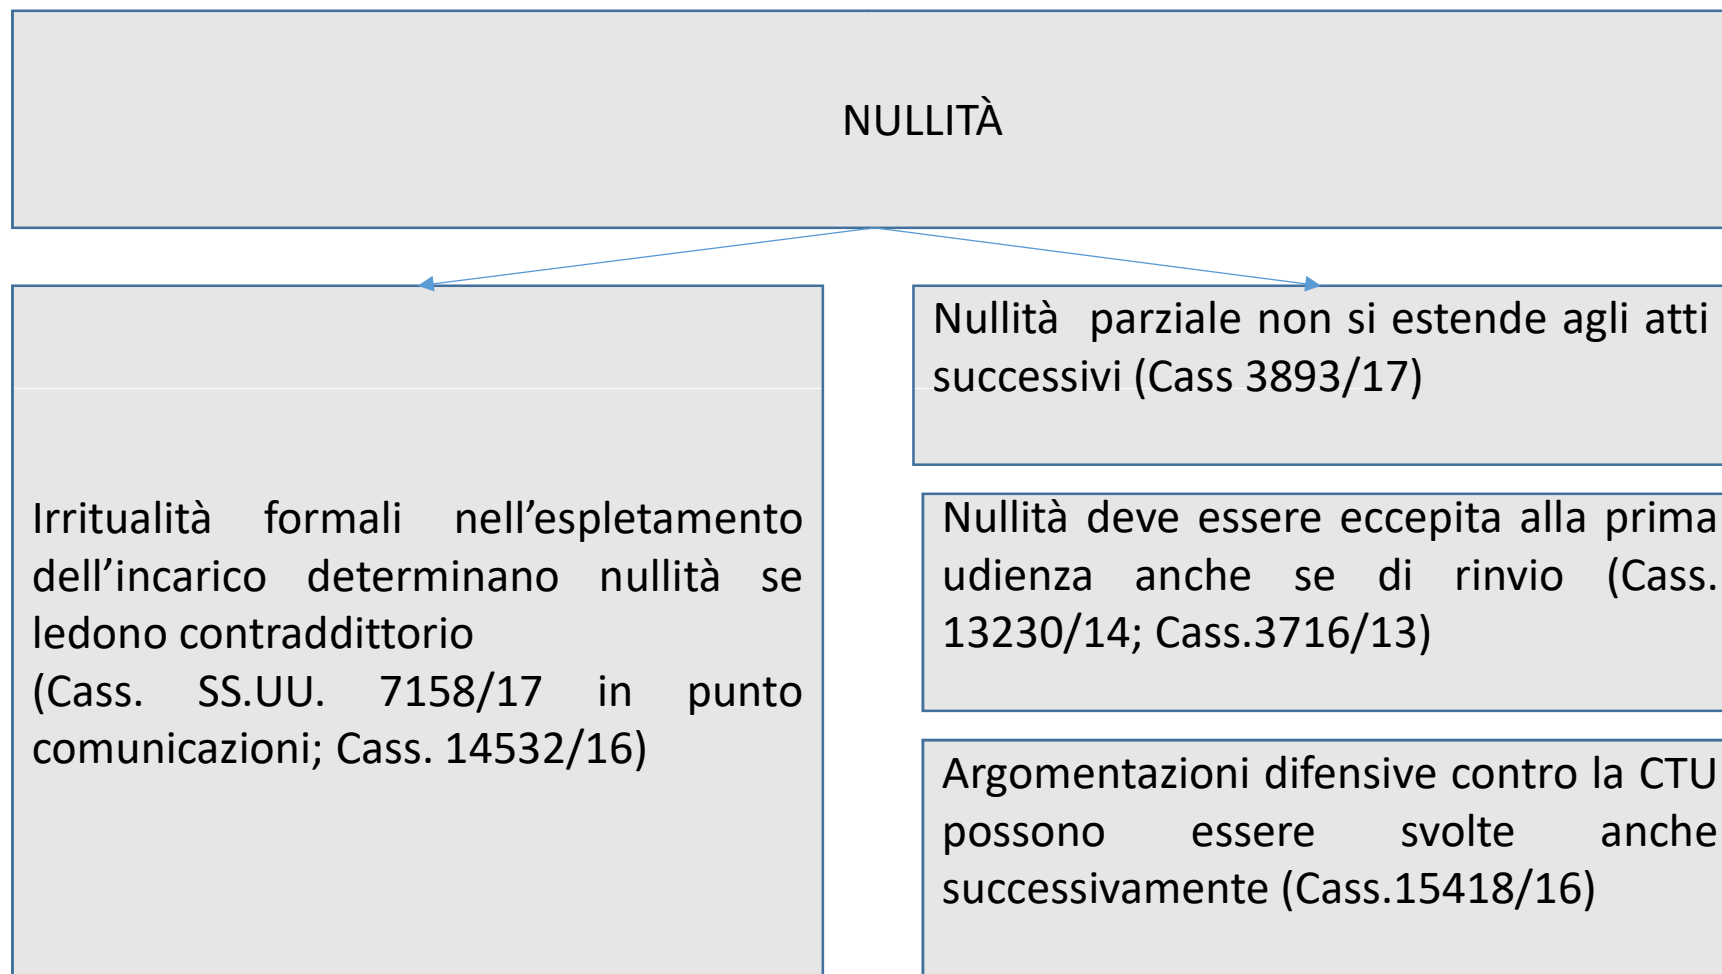 NULLITÀ
Irritualità formali nell’espletamento
dell’incarico determinano nullità se
ledono contraddittorio
(Cass. SS.UU. 7158/17 in punto
comunicazioni; Cass. 14532/16)
Nullità parziale non si estende agli atti
successivi (Cass 3893/17)
Nullità deve essere eccepita alla prima
udienza anche se di rinvio (Cass.
13230/14; Cass.3716/13)
Argomentazioni difensive contro la CTU
possono essere svolte anche
successivamente (Cass.15418/16)